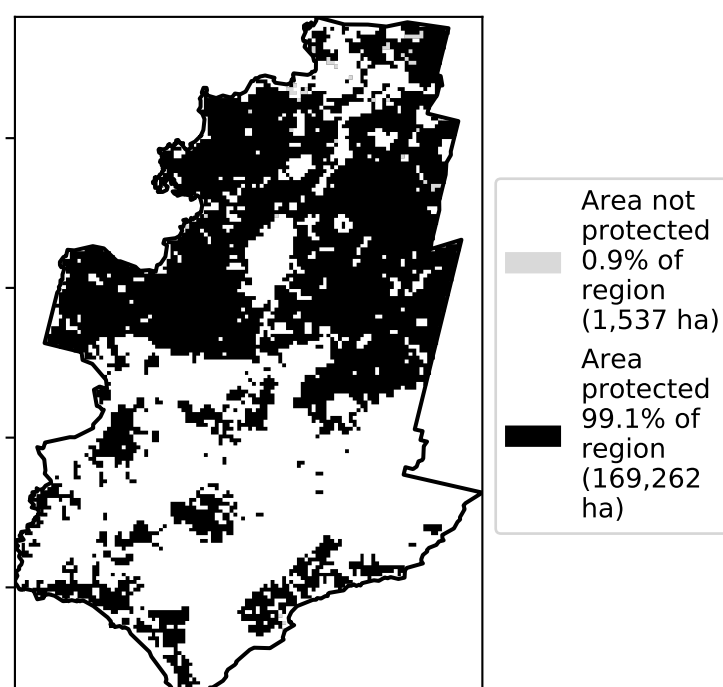 Area not
protected
0.9% of
region
(1,537 ha)
Area
protected
99.1% of
region
(169,262
ha)